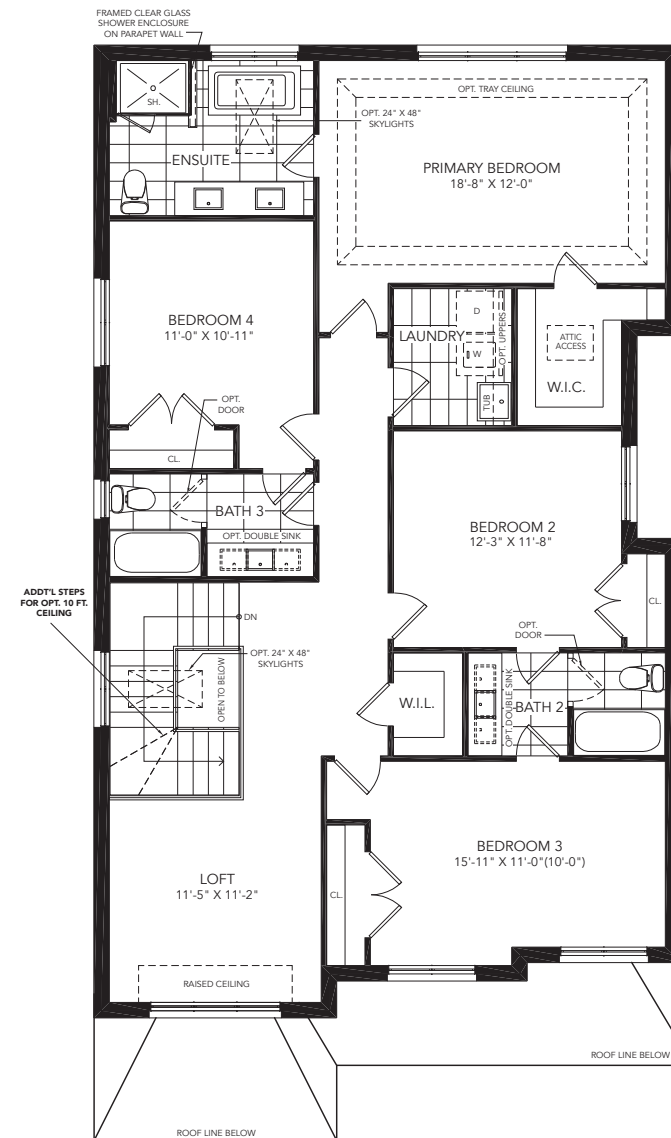 FRAMED CLEAR GLASS
SHOWER ENCLOSURE
ON PARAPET WALL
SH.
OPT. TRAY CEILING
OPT. 24" X 48"
SKYLIGHTS
ENSUITE
PRIMARY BEDROOM
18'-8" X 12'-0"
BEDROOM 4
11'-0" X 10'-11"
LAUNDRY
D
W
OPT. UPPERS
TUB
ATTIC
ACCESS
W.I.C.
OPT.
DOOR
CL.
BATH 3
OPT. DOUBLE SINK
BEDROOM 2
12'-3" X 11'-8"
CL.
ADDT'L STEPS
FOR OPT. 10 FT.
CEILING
DN
OPT. 24" X 48"
SKYLIGHTS
OPEN TO BELOW
OPT.
DOOR
W.I.L.
OPT. DOUBLE SINK
BATH 2
LOFT
11'-5" X 11'-2"
CL.
BEDROOM 3
15'-11" X 11'-0"(10'-0")
RAISED CEILING
ROOF LINE BELOW
ROOF LINE BELOW